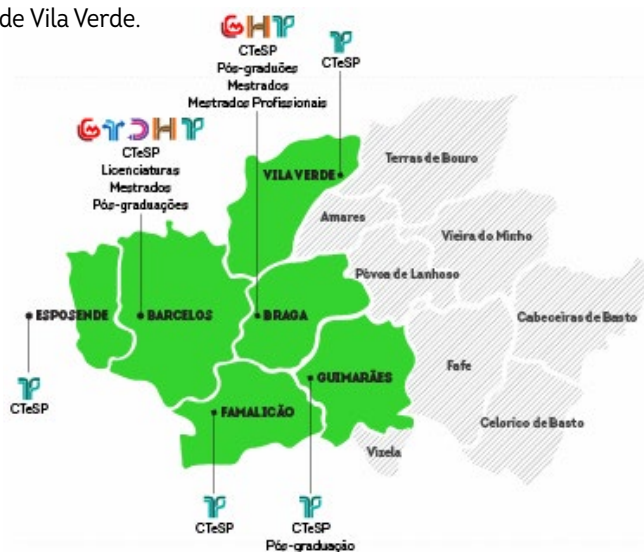 de Vila Verde.
CTeSP
Pós-graduões
Mestrados
Mestrados Profissionais
CTeSP
CTeSP
Licenciaturas
Mestrados
Pós-graduações
VILA VERDE
Terras de Bouro
Amares
Vieira do Minho
Póvoa de Lanhoso
ESPOSENDE
BARCELOS
BRAGA
Cabeceiras de Basto
Fafe
GUIMARÃES
CTeSP
FAMALICÃO
Celorico de Basto
Vizela
CTeSP
CTeSP
Pós-graduação